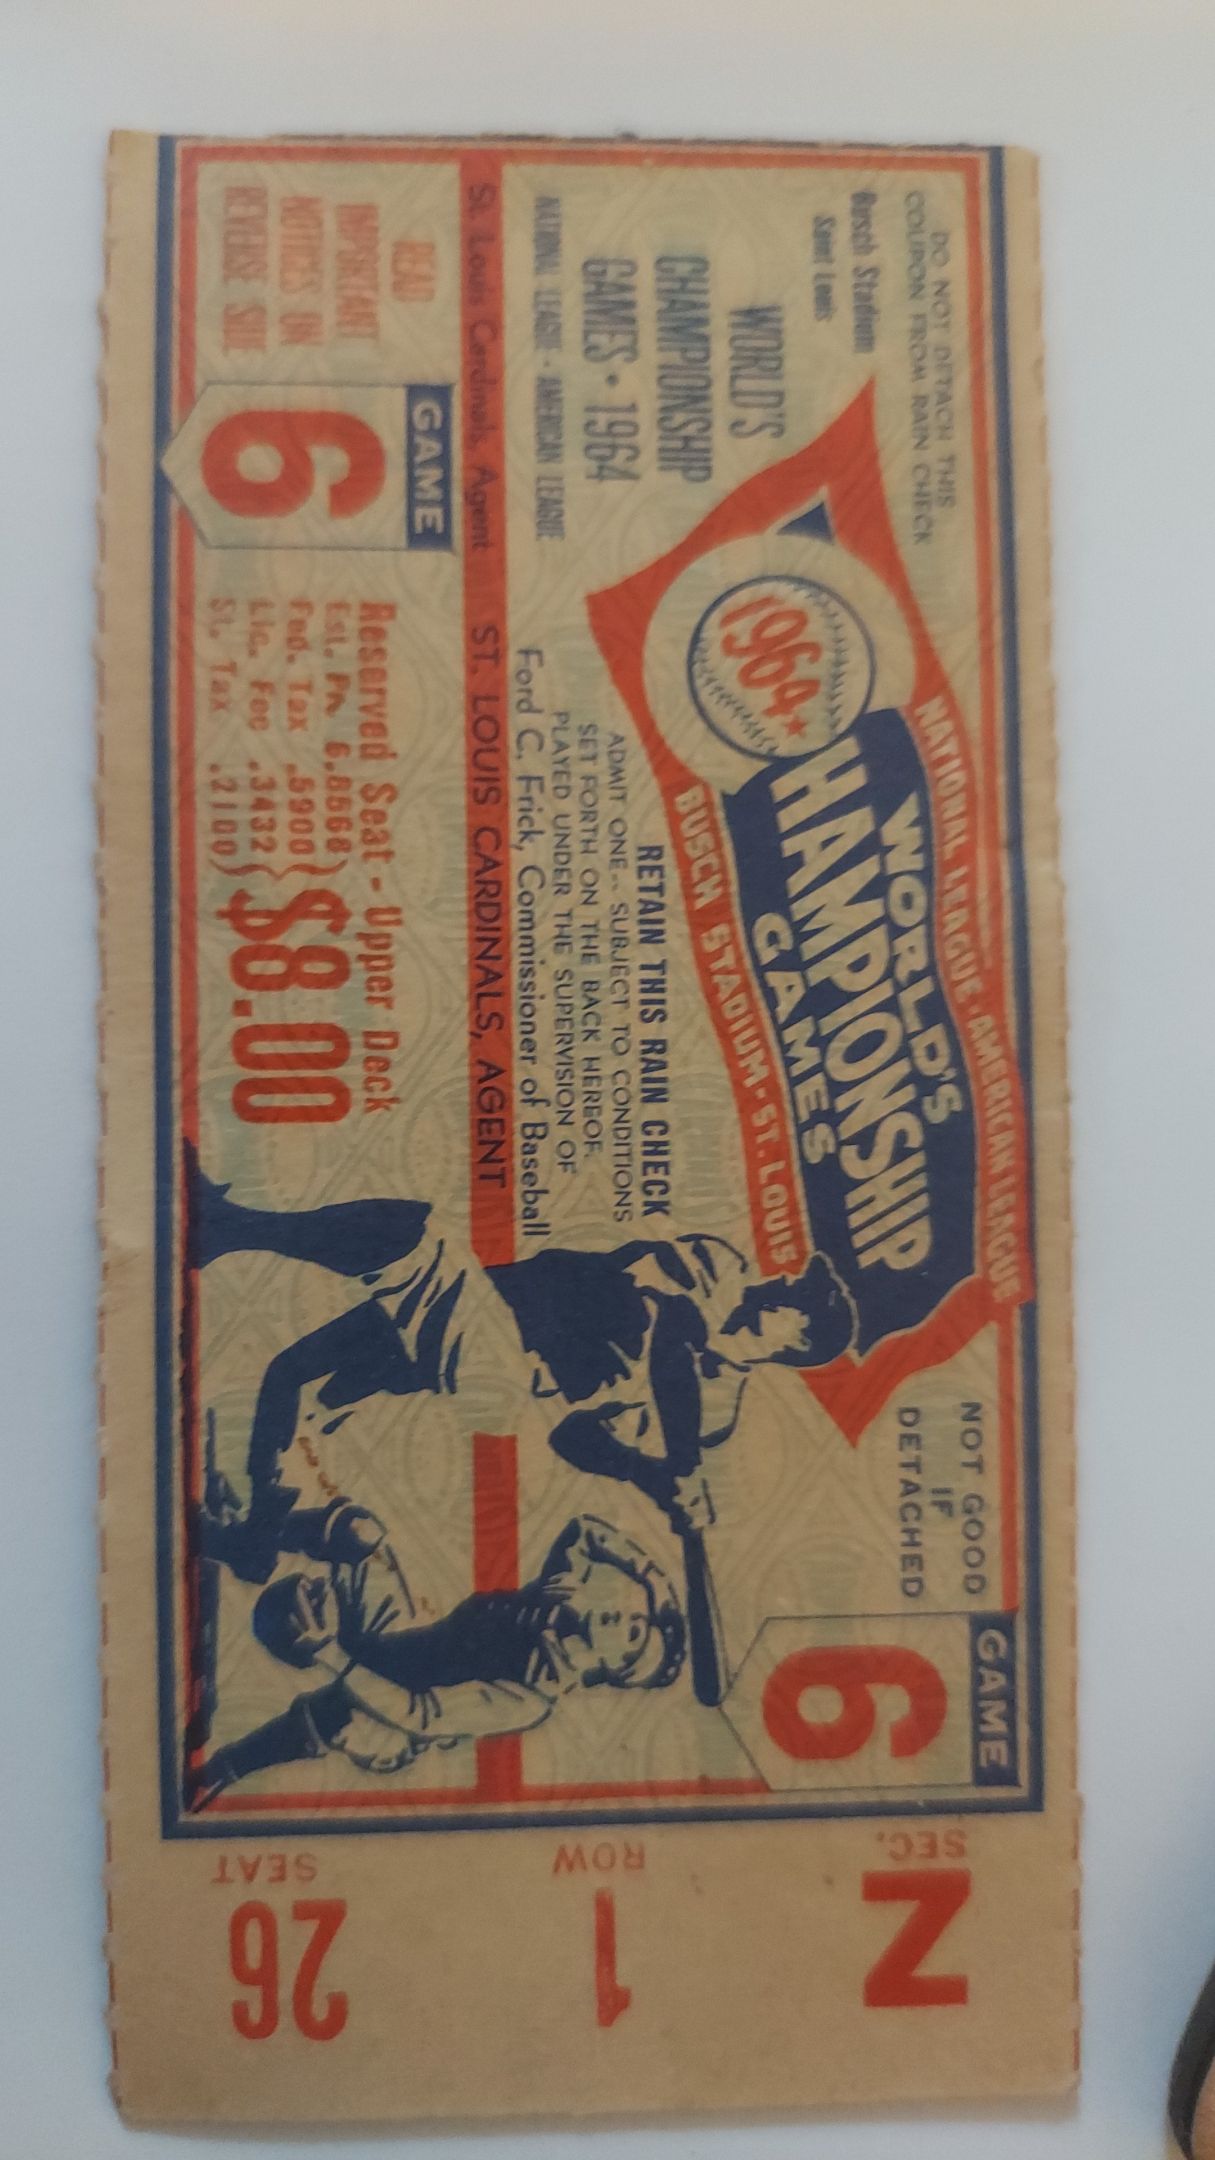 DO NOT DETACH THIS
COUPON FROM RAIN CHECK
Busch Stadium
Saint Louis
WORLD'S
CHAMPIONSHIP
GAMES • 1964
NATIONAL LEAGUE - AMERICAN LEAGUE
St. Louis Cardinals, Agent
READ
IMPORTANT
NOTICES ON
REVERSE SIDE
GAME
6
NATIONAL LEAGUE · AMERICAN LEAGUE
1964
WORLD'S
CHAMPIONSHIP
GAMES
BUSCH STADIUM - ST. LOUIS
RETAIN THIS RAIN CHECK
ADMIT ONE -- SUBJECT TO CONDITIONS
SET FORTH ON THE BACK HEREOF.
PLAYED UNDER THE SUPERVISION OF
Ford C. Frick, Commissioner of Baseball
ST. LOUIS CARDINALS, AGENT
Reserved Seat - Upper Deck
Est. Pr. 6.8568
Fed. Tax .5900
Lic. Fee .3432
St. Tax .2100
$8.00
NOT GOOD
IF
DETACHED
GAME
6
SEC.
N
ROW
1
SEAT
26